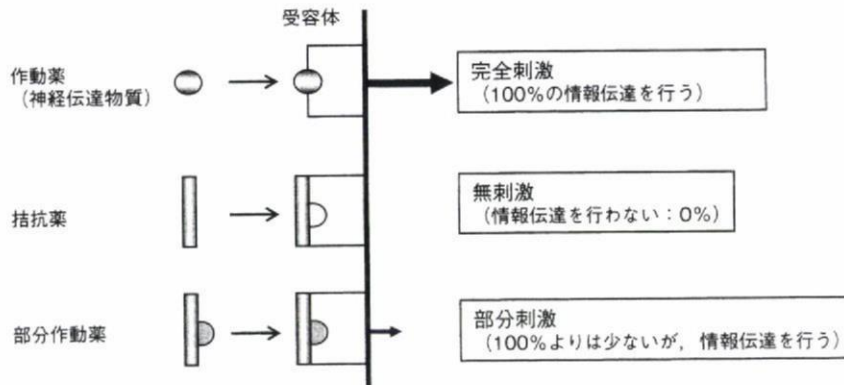 受容体
作動薬
(神経伝達物質)
完全刺激
(100%の情報伝達を行う)
拮抗薬
無刺激
(情報伝達を行わない:0%)
部分作動薬
部分刺激
(100%よりは少ないが,情報伝達を行う)